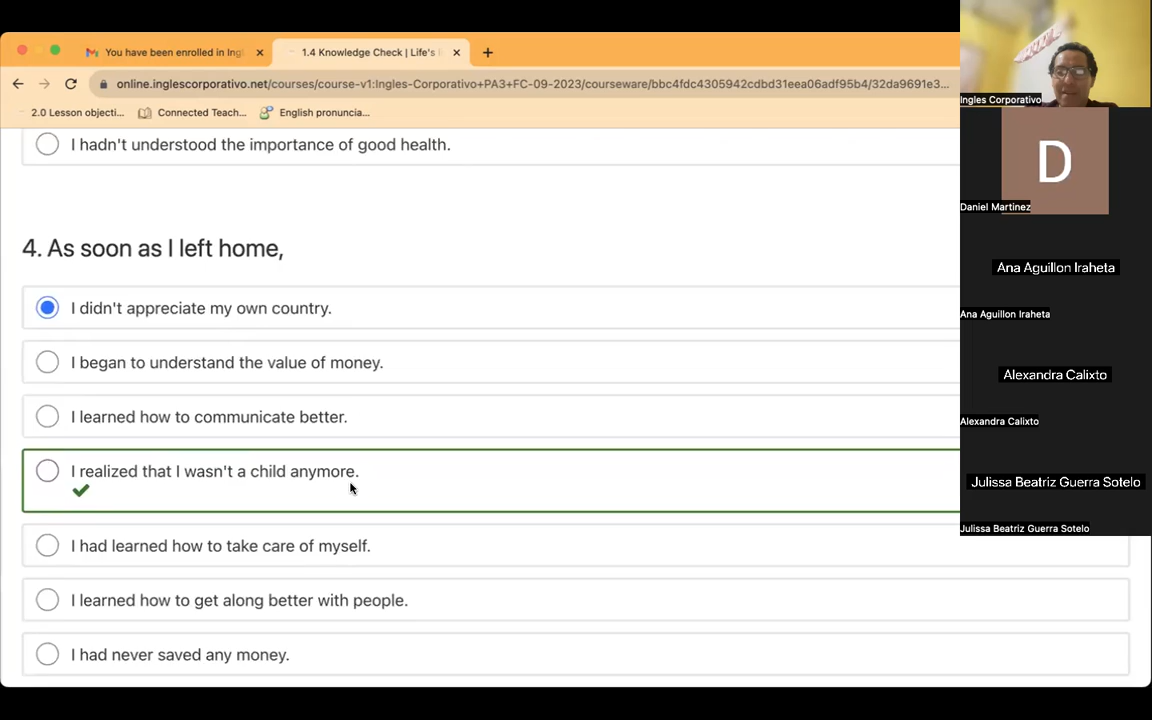 You have been enrolled in Ingl
1.4 Knowledge Check | Life's
online.inglescorporativo.net/courses/course-v1:Ingles-Corporativo+PA3+FC-09-2023/courseware/bbc4fdc4305942cdbd31eea06adf95b4/32da9691e3...
2.0 Lesson objecti...
Connected Teach...
English pronuncia...
I hadn't understood the importance of good health.
4. As soon as I left home,
I didn't appreciate my own country.
I began to understand the value of money.
I learned how to communicate better.
I realized that I wasn't a child anymore.
I had learned how to take care of myself.
I learned how to get along better with people.
I had never saved any money.
Ingles Corporativo
D
Daniel Martinez
Ana Aguillon Iraheta
Ana Aguillon Iraheta
Alexandra Calixto
Alexandra Calixto
Julissa Beatriz Guerra Sotelo
Julissa Beatriz Guerra Sotelo